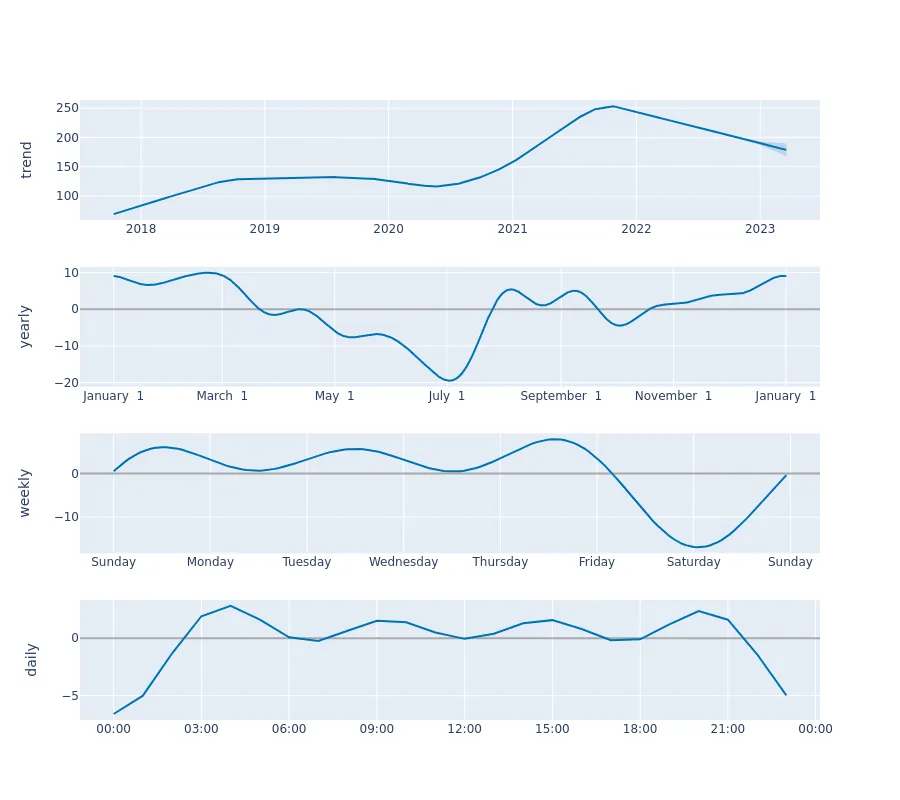 250
200
150
100
trend
2018 2019 2020 2021 2022 2023
10
0
−10
−20
yearly
January 1 March 1 May 1 July 1 September 1 November 1 January 1
0
−10
weekly
Sunday Monday Tuesday Wednesday Thursday Friday Saturday Sunday
0
−5
daily
00:00 03:00 06:00 09:00 12:00 15:00 18:00 21:00 00:00